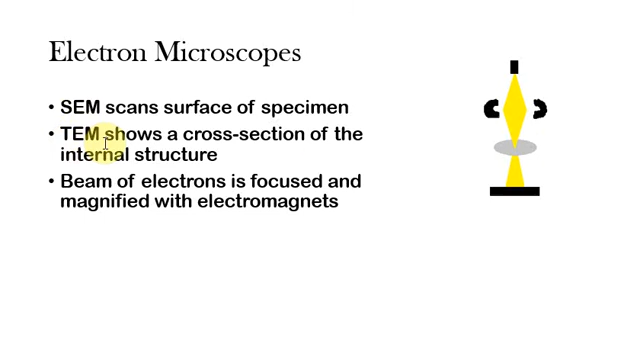 Electron Microscopes
• SEM scans surface of specimen
• TEM shows a cross-section of the
internal structure
• Beam of electrons is focused and
magnified with electromagnets